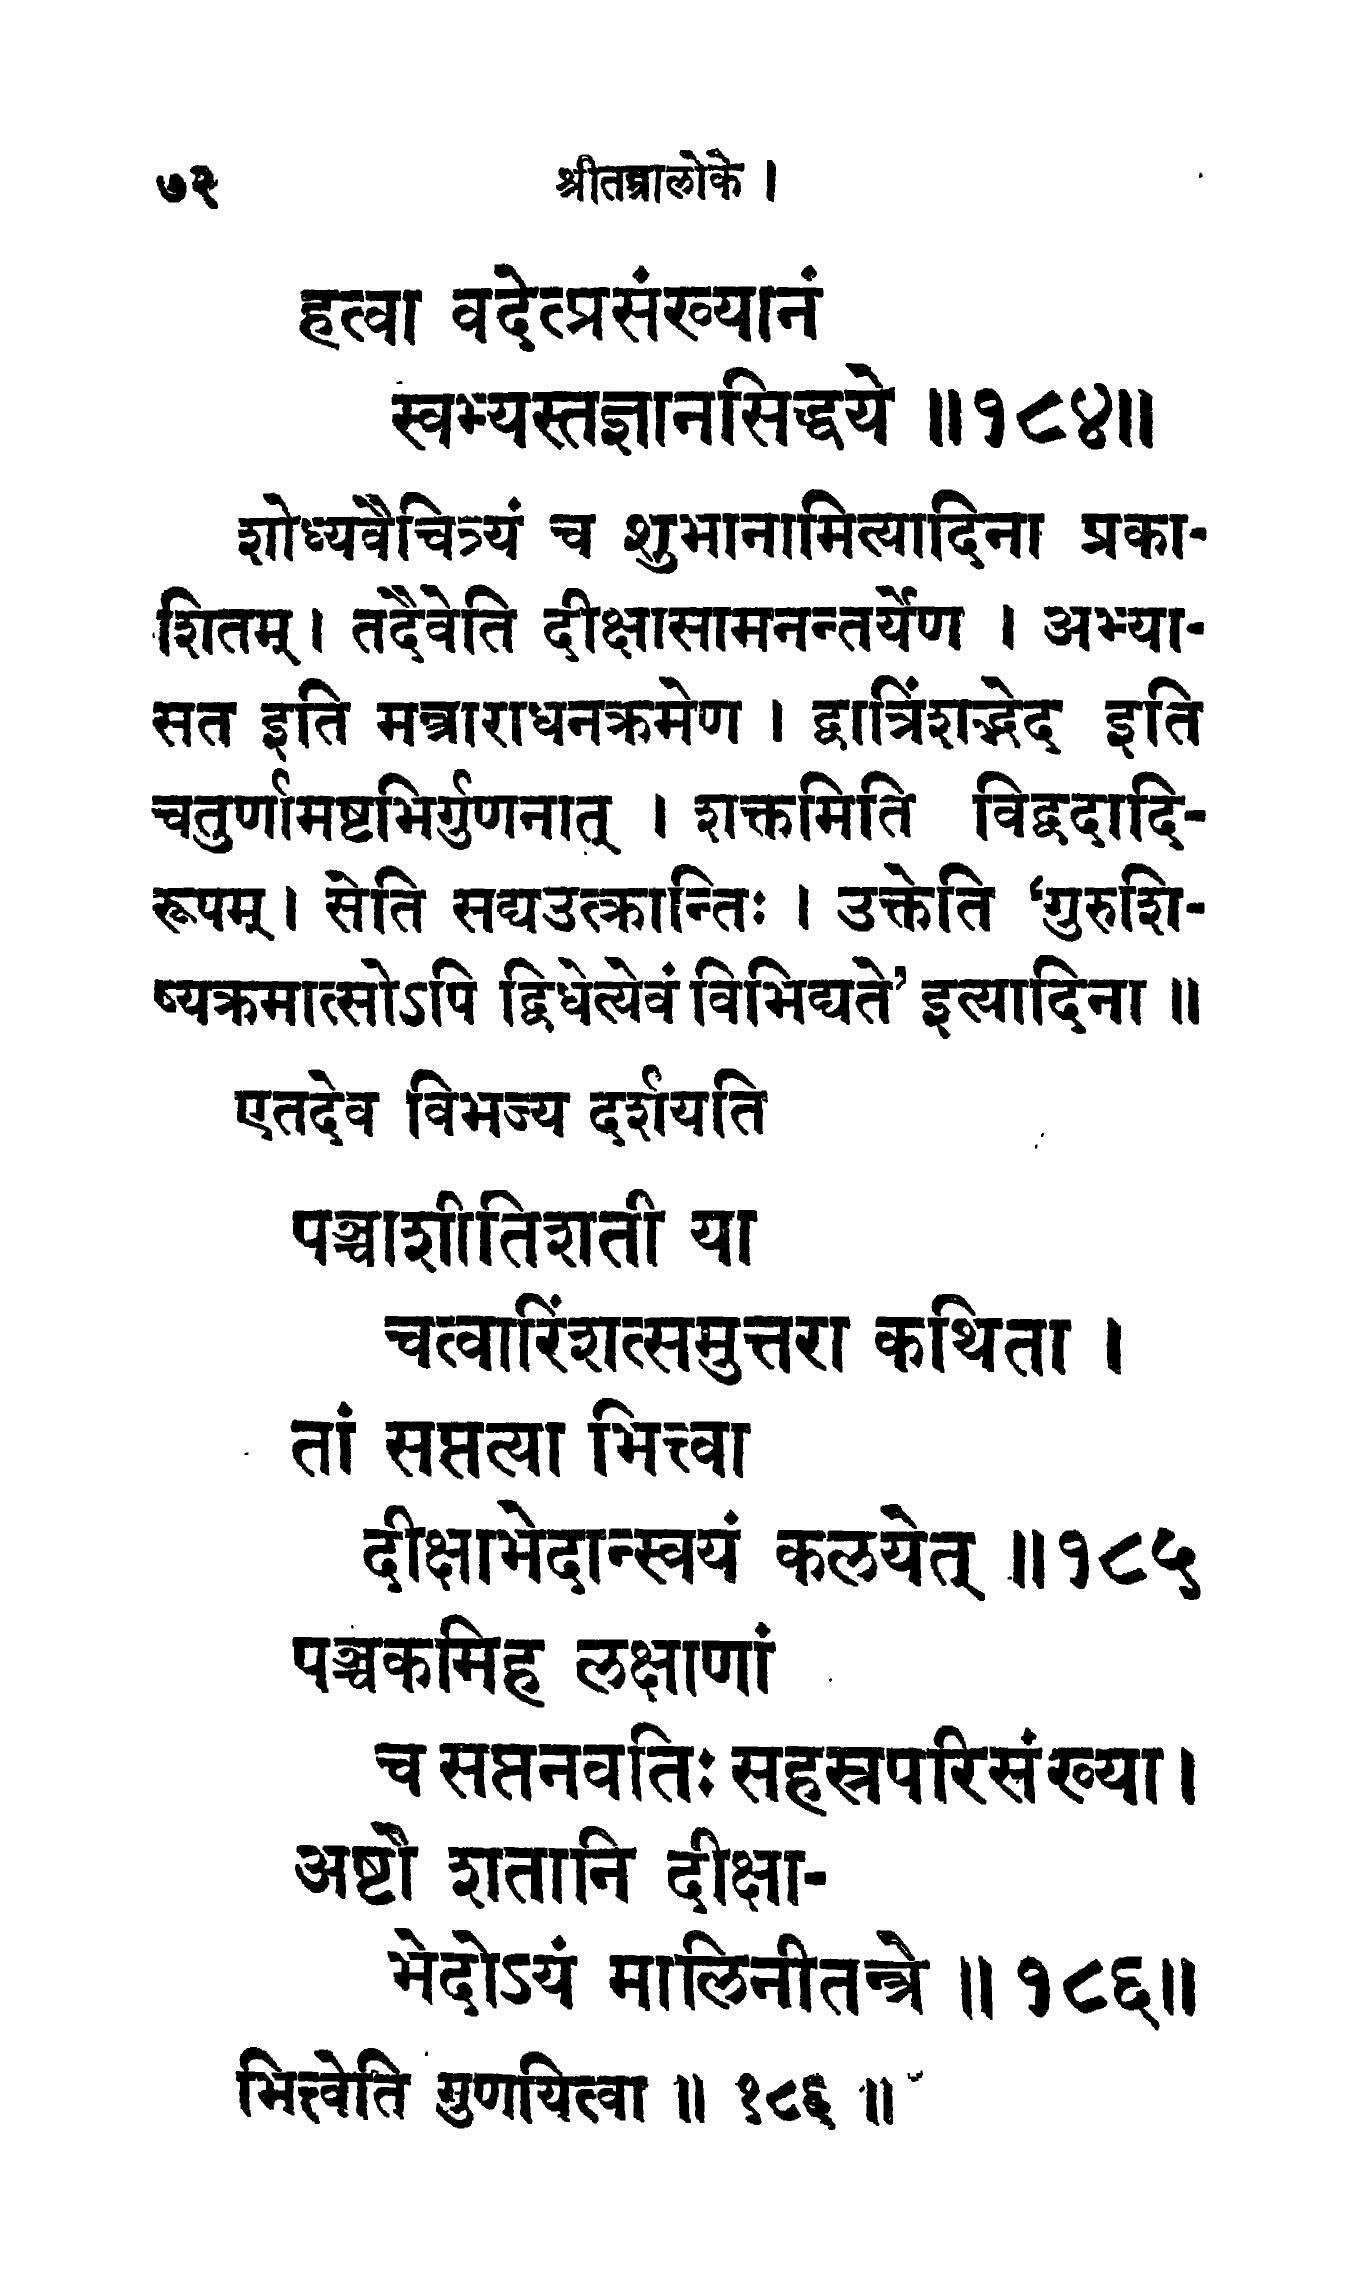 ७२ श्रीतन्त्रालोके ।
हत्वा वदेत्प्रसंख्यानं
स्वभ्यस्तज्ञानसिद्धये ॥१८४॥
शोध्यवैचित्र्यं च शुभानामित्यादिना प्रका-
शितम् । तदैवेति दीक्षासामनन्तर्येण । अभ्या-
सत इति मन्त्राराधनक्रमेण । द्वात्रिंशद्भेद इति
चतुर्णामष्टभिर्गुणनात् । शक्तमिति विद्वदादि-
रूपम् । सेति सद्यउत्क्रान्तिः । उक्तेति ‘गुरुशि-
ष्यक्रमात्सोऽपि द्विधेत्येवं विभिद्यते’ इत्यादिना ॥
एतदेव विभज्य दर्शयति
पञ्चाशीतिशती या
चत्वारिंशत्समुत्तरा कथिता ।
तां सप्तत्या भित्त्वा
दीक्षाभेदान्स्वयं कलयेत् ॥१८५
पञ्चकमिह लक्षाणां
च सप्तनवतिः सहस्रपरिसंख्या।
अष्टौ शतानि दीक्षा-
भेदोऽयं मालिनीतन्त्रे ॥ १८६॥
भित्त्वेति गुणयित्वा ॥ १८६ ॥